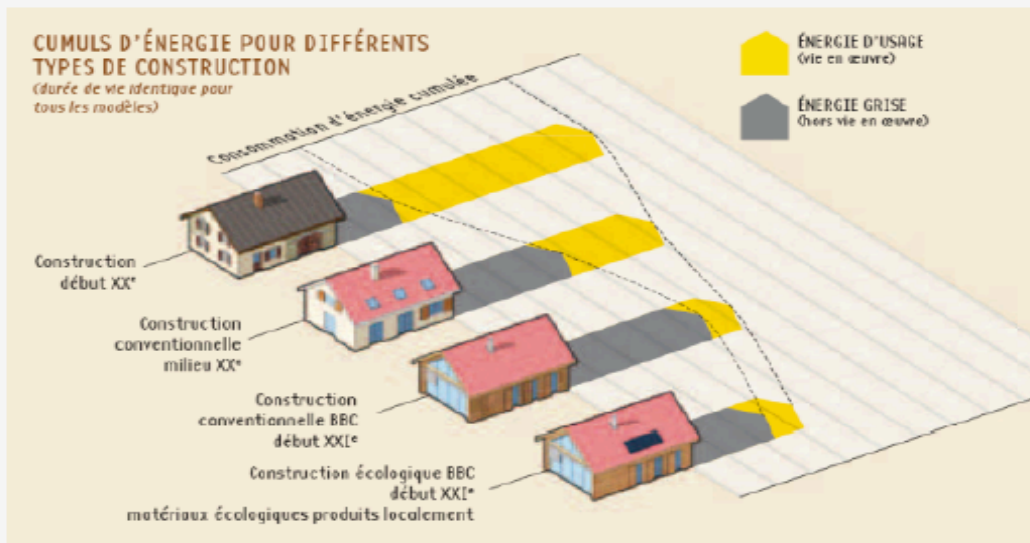 CUMULS D'ÉNERGIE POUR DIFFÉRENTS
TYPES DE CONSTRUCTION
(durée de vie identique pour
tous les modèles)
ÉNERGIE D'USAGE
(vie en œuvre)
ÉNERGIE GRISE
(hors vie en œuvre)
Consommation d'énergie cumulée
Construction
début XXᵉ
Construction
conventionnelle
milieu XXᵉ
Construction
conventionnelle BBC
début XXIᵉ
Construction écologique BBC
début XXIᵉ
matériaux écologiques produits localement